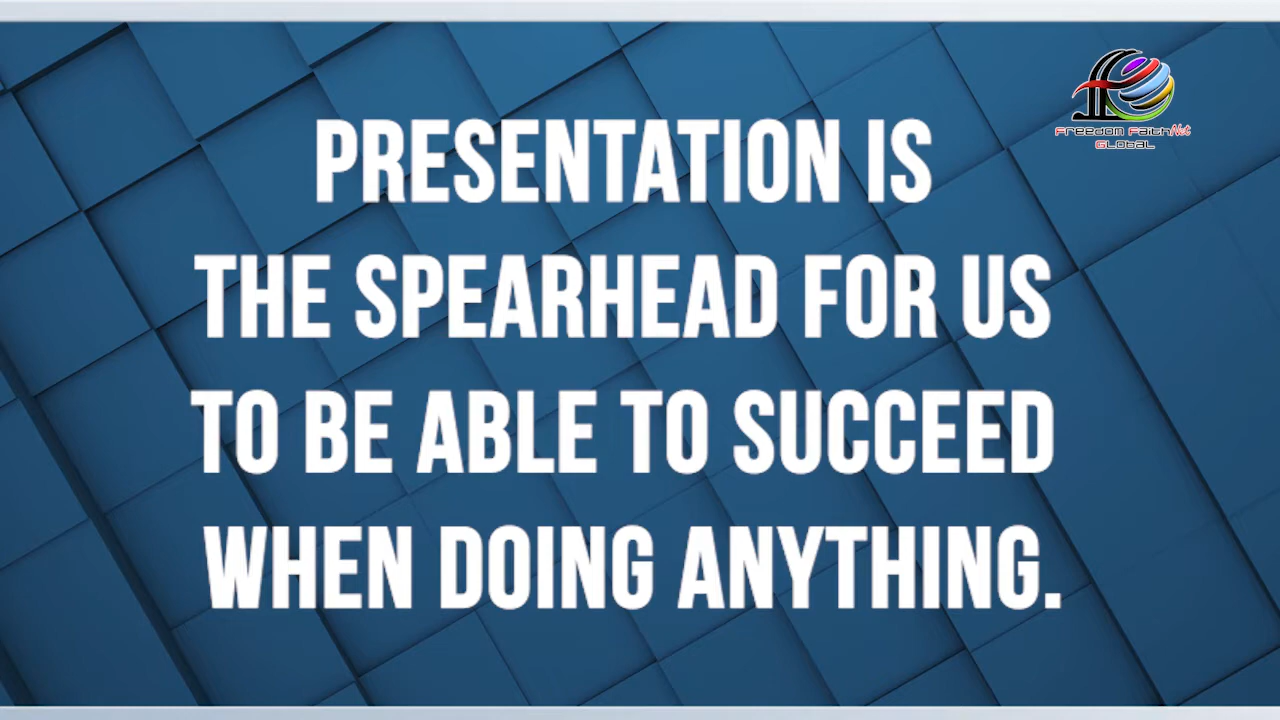 Freedom FaithNet
Global
PRESENTATION IS
THE SPEARHEAD FOR US
TO BE ABLE TO SUCCEED
WHEN DOING ANYTHING.